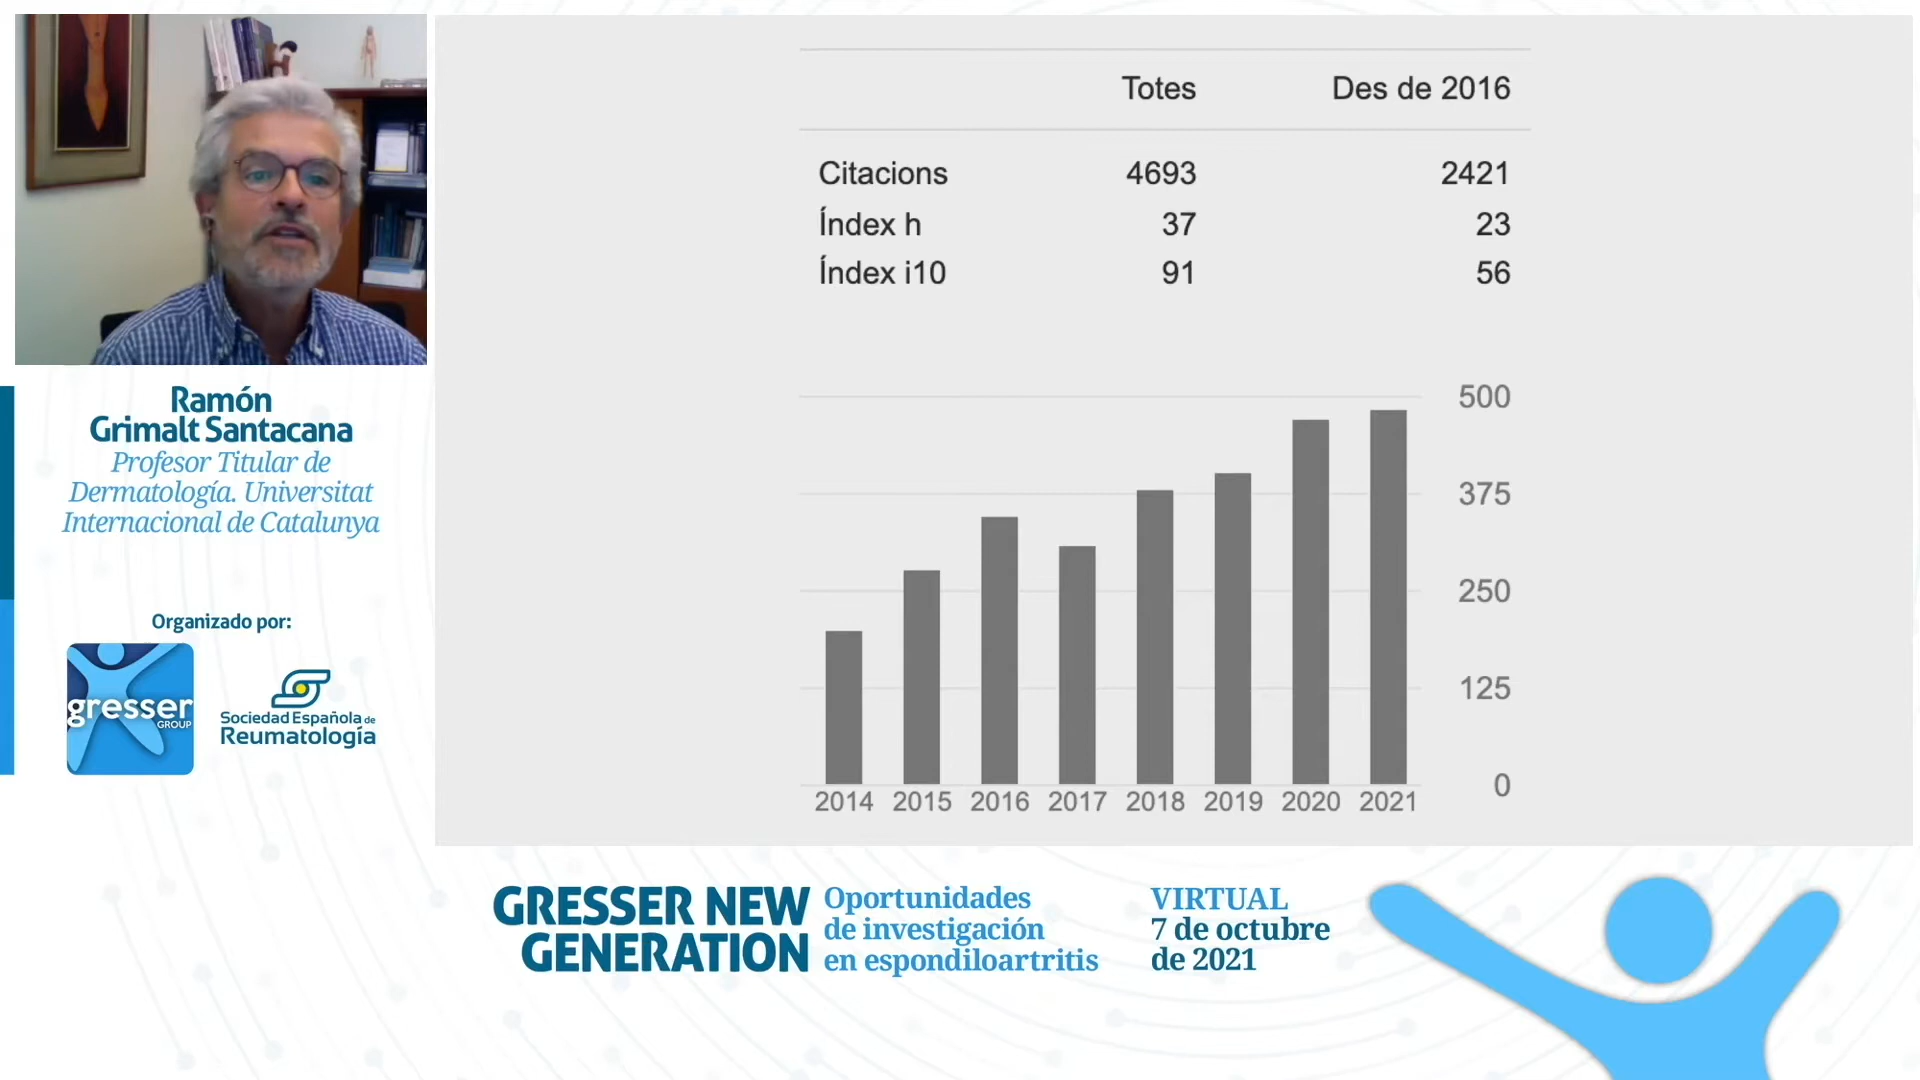 Totes Des de 2016
Citacions 4693 2421
Índex h 37 23
Índex i10 91 56
500
375
250
125
0
2014 2015 2016 2017 2018 2019 2020 2021
Ramón
Grimalt Santacana
Profesor Titular de
Dermatología. Universitat
Internacional de Catalunya
Organizado por:
gresser
GROUP
Sociedad Española de
Reumatología
GRESSER NEW
GENERATION
Oportunidades
de investigación
en espondiloartritis
VIRTUAL
7 de octubre
de 2021